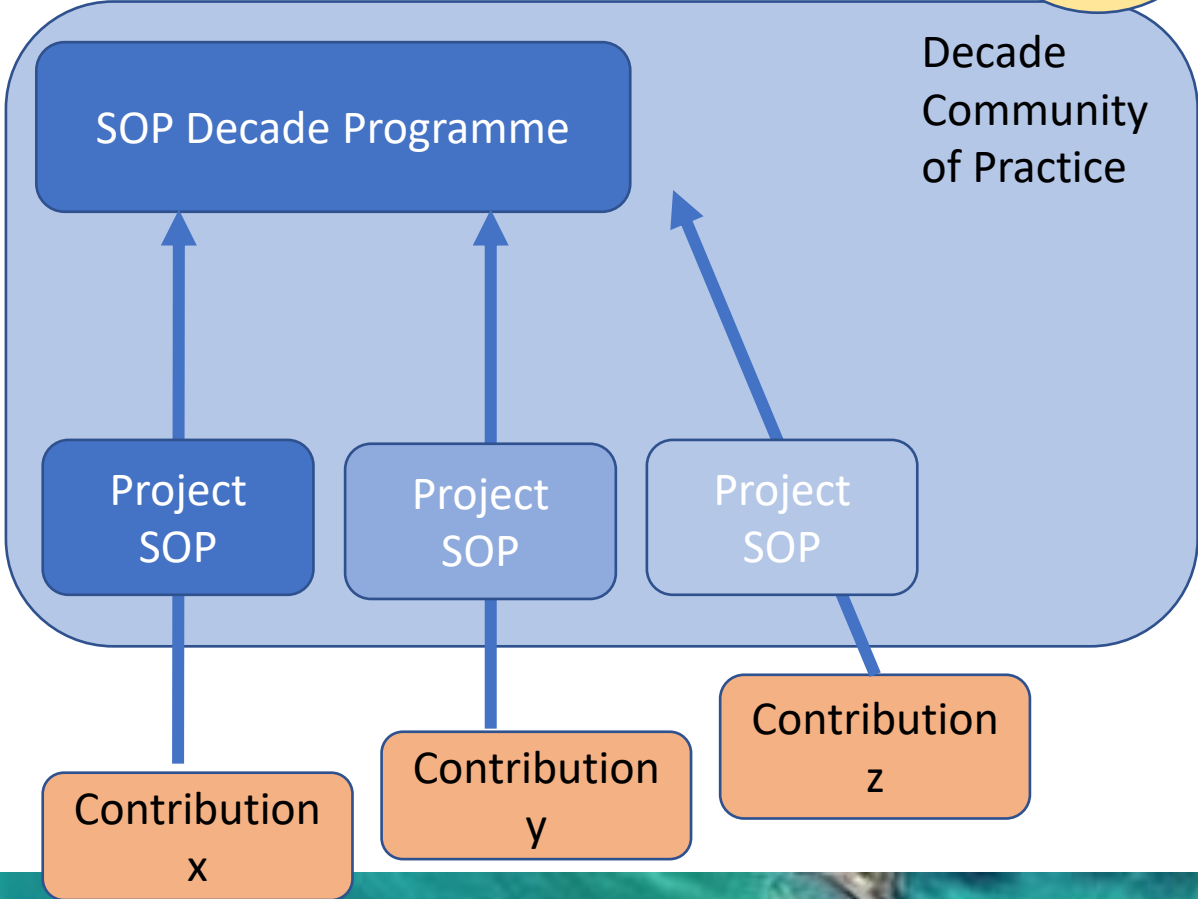 Decade
Community
of Practice
SOP Decade Programme
Project
SOP
Project
SOP
Project
SOP
Contribution
x
Contribution
y
Contribution
z